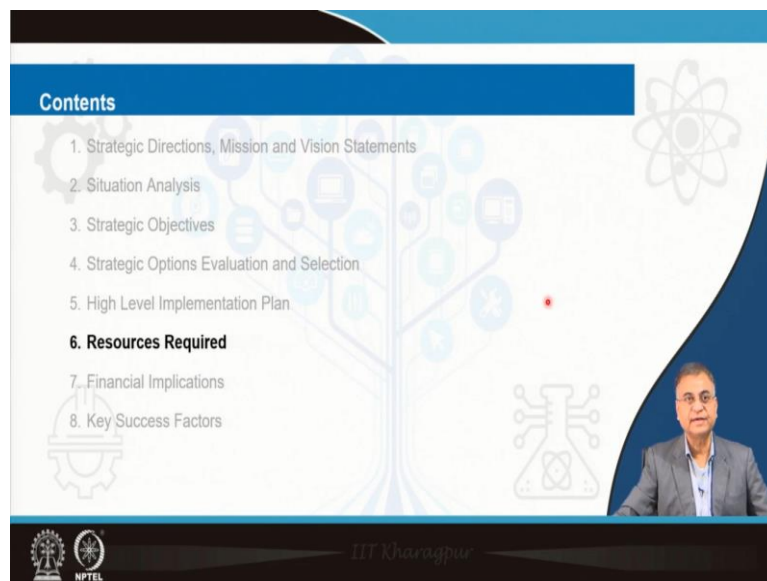 Contents
1. Strategic Directions, Mission and Vision Statements
2. Situation Analysis
3. Strategic Objectives
4. Strategic Options Evaluation and Selection
5. High Level Implementation Plan
6. Resources Required
7. Financial Implications
8. Key Success Factors
NPTEL
IIT Kharagpur